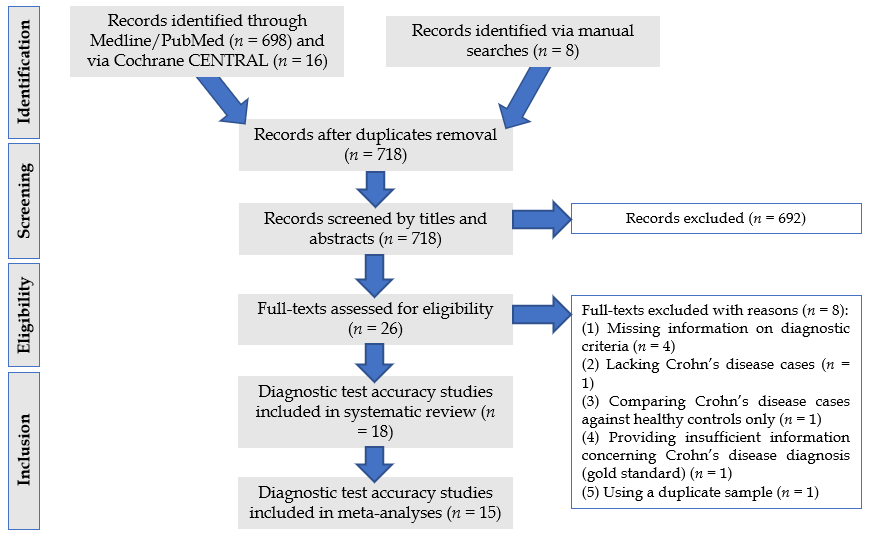 Identification
Records identified through
Medline/PubMed (n = 698) and
via Cochrane CENTRAL (n = 16)
Records identified via manual
searches (n = 8)
Records after duplicates removal
(n = 718)
Screening
Records screened by titles and
abstracts (n = 718)
Records excluded (n = 692)
Eligibility
Full-texts assessed for eligibility
(n = 26)
Full-texts excluded with reasons (n = 8):
(1) Missing information on diagnostic
criteria (n = 4)
(2) Lacking Crohn's disease cases (n =
1)
(3) Comparing Crohn's disease cases
against healthy controls only (n = 1)
(4) Providing insufficient information
concerning Crohn's disease diagnosis
(gold standard) (n = 1)
(5) Using a duplicate sample (n = 1)
Inclusion
Diagnostic test accuracy studies
included in systematic review (n
= 18)
Diagnostic test accuracy studies
included in meta-analyses (n = 15)